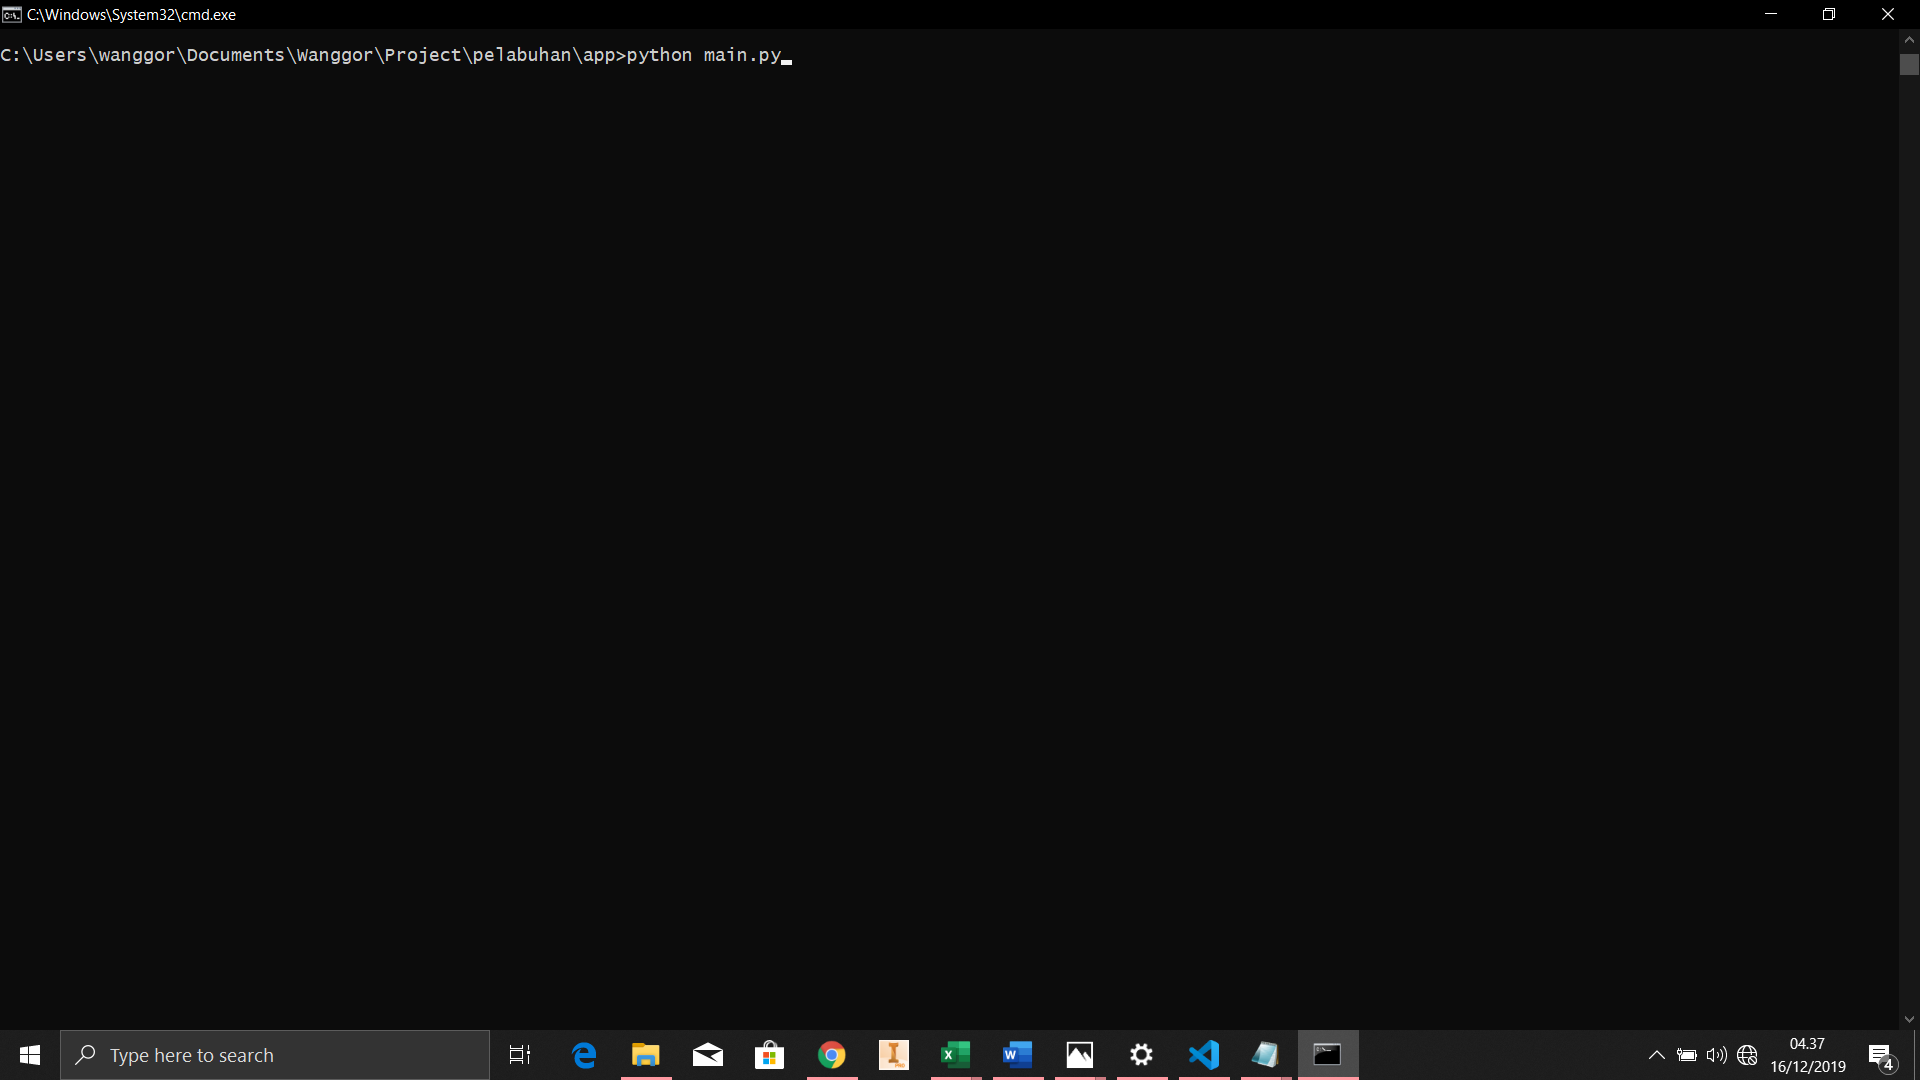 C:\Windows\System32\cmd.exe
C:\Users\wanggor\Documents\Wanggor\Project\pelabuhan\app>python main.py
Type here to search
04.37
16/12/2019
4